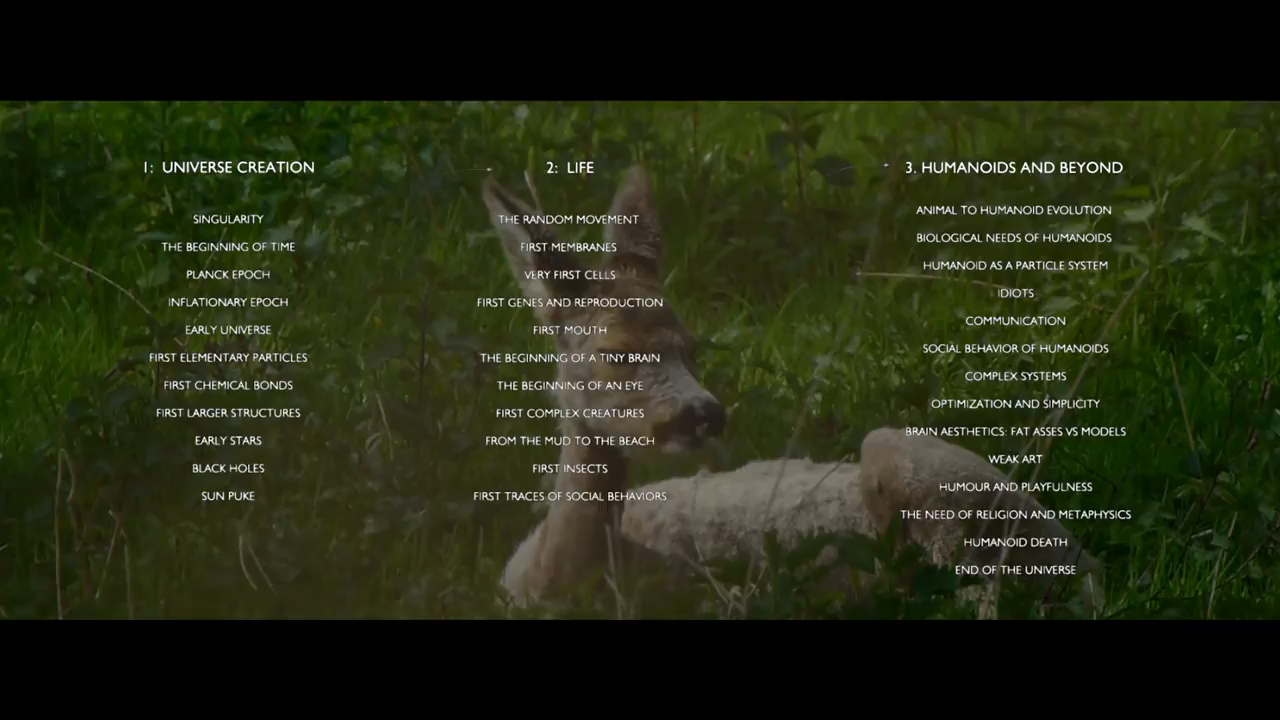 1: UNIVERSE CREATION
SINGULARITY
THE BEGINNING OF TIME
PLANCK EPOCH
INFLATIONARY EPOCH
EARLY UNIVERSE
FIRST ELEMENTARY PARTICLES
FIRST CHEMICAL BONDS
FIRST LARGER STRUCTURES
EARLY STARS
BLACK HOLES
SUN PUKE
2: LIFE
THE RANDOM MOVEMENT
FIRST MEMBRANES
VERY FIRST CELLS
FIRST GENES AND REPRODUCTION
FIRST MOUTH
THE BEGINNING OF A TINY BRAIN
THE BEGINNING OF AN EYE
FIRST COMPLEX CREATURES
FROM THE MUD TO THE BEACH
FIRST INSECTS
FIRST TRACES OF SOCIAL BEHAVIORS
3. HUMANOIDS AND BEYOND
ANIMAL TO HUMANOID EVOLUTION
BIOLOGICAL NEEDS OF HUMANOIDS
HUMANOID AS A PARTICLE SYSTEM
IDIOTS
COMMUNICATION
SOCIAL BEHAVIOR OF HUMANOIDS
COMPLEX SYSTEMS
OPTIMIZATION AND SIMPLICITY
BRAIN AESTHETICS: FAT ASSES VS MODELS
WEAK ART
HUMOUR AND PLAYFULNESS
THE NEED OF RELIGION AND METAPHYSICS
HUMANOID DEATH
END OF THE UNIVERSE